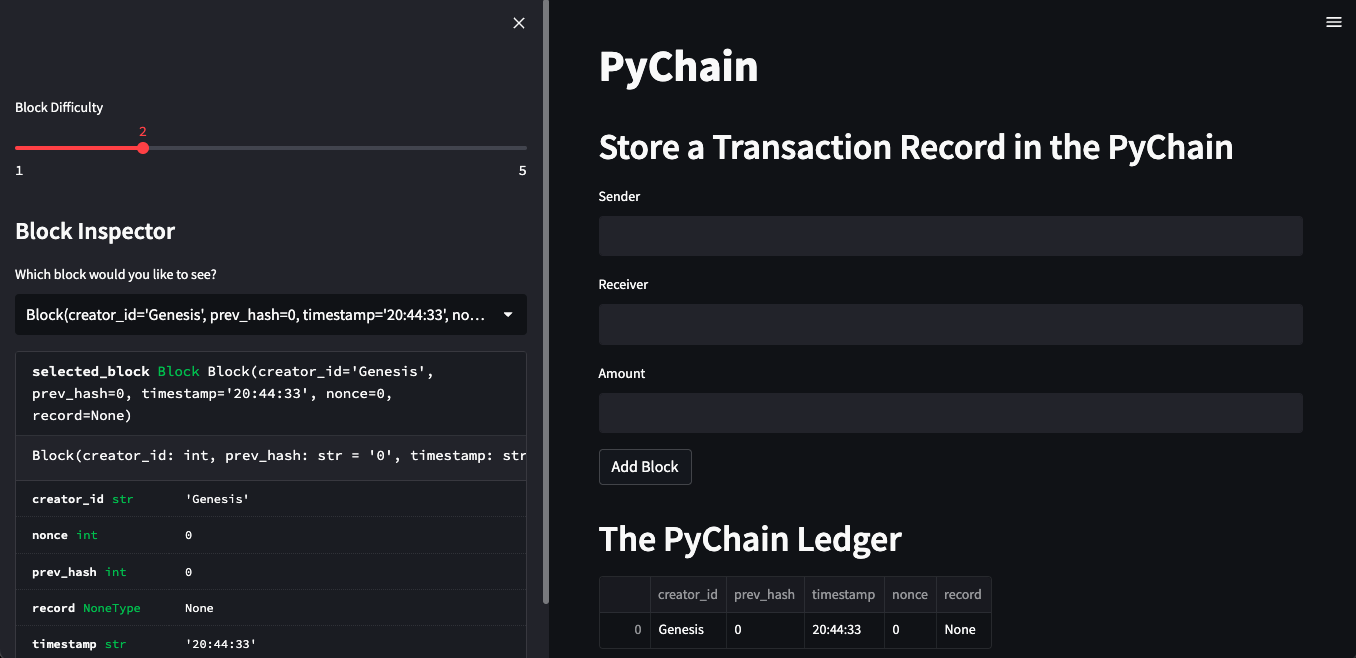 Block Difficulty
2
1 5
Block Inspector
Which block would you like to see?
Block(creator_id='Genesis', prev_hash=0, timestamp='20:44:33', no...
selected_block Block Block(creator_id='Genesis',
prev_hash=0, timestamp='20:44:33', nonce=0,
record=None)
Block(creator_id: int, prev_hash: str = '0', timestamp: str
creator_id str 'Genesis'
nonce int 0
prev_hash int 0
record NoneType None
timestamp str '20:44:33'
PyChain
Store a Transaction Record in the PyChain
Sender
Receiver
Amount
Add Block
The PyChain Ledger
creator_id prev_hash timestamp nonce record
0 Genesis 0 20:44:33 0 None